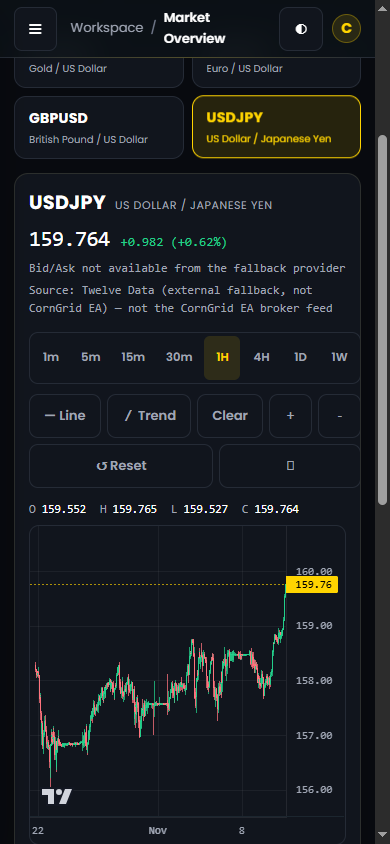 Workspace / Market
Overview
C
Gold / US Dollar
Euro / US Dollar
GBPUSD
British Pound / US Dollar
USDJPY
US Dollar / Japanese Yen
USDJPY US DOLLAR / JAPANESE YEN
159.764 +0.982 (+0.62%)
Bid/Ask not available from the fallback provider
Source: Twelve Data (external fallback, not
CornGrid EA) — not the CornGrid EA broker feed
1m 5m 15m 30m 1H 4H 1D 1W
— Line / Trend Clear + -
↺ Reset
O 159.552 H 159.765 L 159.527 C 159.764
160.00
159.76
159.00
158.00
157.00
156.00
22 Nov 8